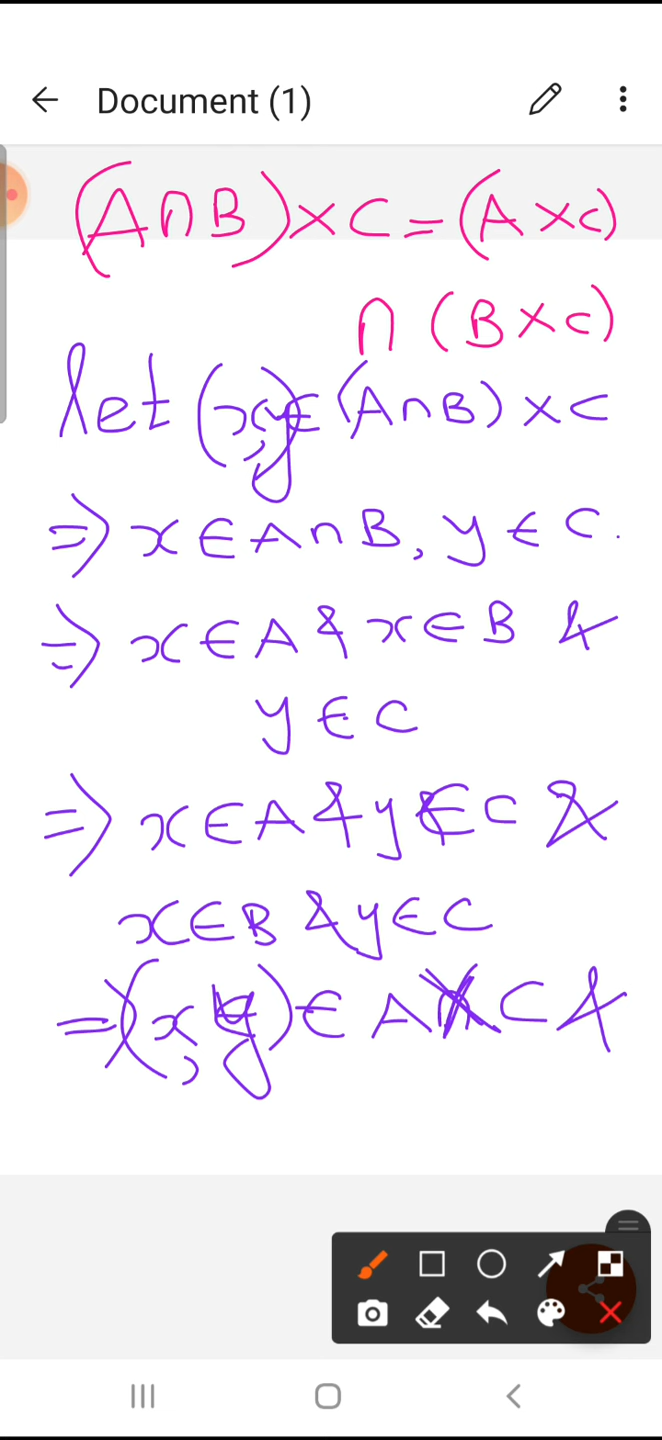 Document (1)
(A∩B)×C=(A×C)
∩(B×C)
let (x,y)∈(A∩B)×C
⇒ x∈A∩B, y∈C.
⇒ x∈A & x∈B &
y∈C
⇒ x∈A & y∈C &
x∈B & y∈C
⇒(x,y)∈A×C &